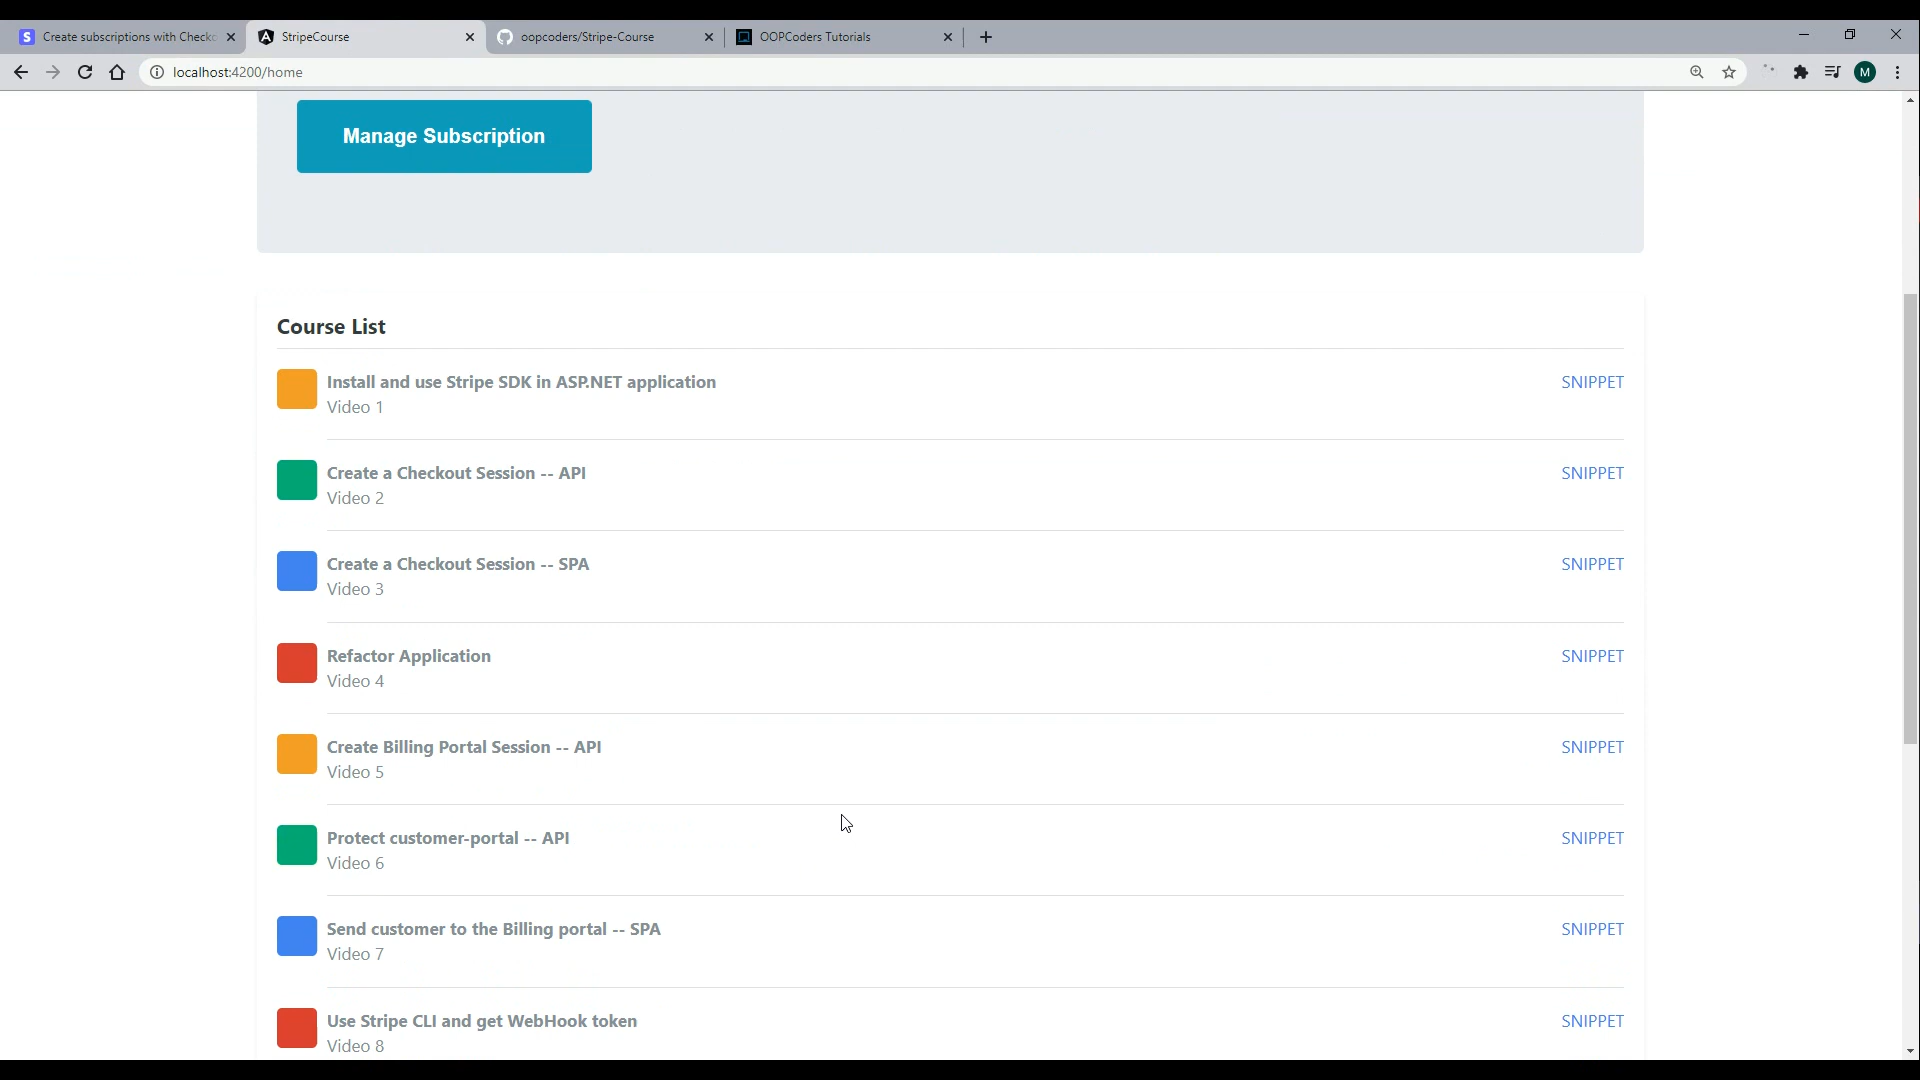 Create subscriptions with Check
StripeCourse
oopcoders/Stripe-Course
OOPCoders Tutorials
localhost:4200/home
M
Manage Subscription
Course List
Install and use Stripe SDK in ASP.NET application
SNIPPET
Video 1
Create a Checkout Session -- API
SNIPPET
Video 2
Create a Checkout Session -- SPA
SNIPPET
Video 3
Refactor Application
SNIPPET
Video 4
Create Billing Portal Session -- API
SNIPPET
Video 5
Protect customer-portal -- API
SNIPPET
Video 6
Send customer to the Billing portal -- SPA
SNIPPET
Video 7
Use Stripe CLI and get WebHook token
SNIPPET
Video 8